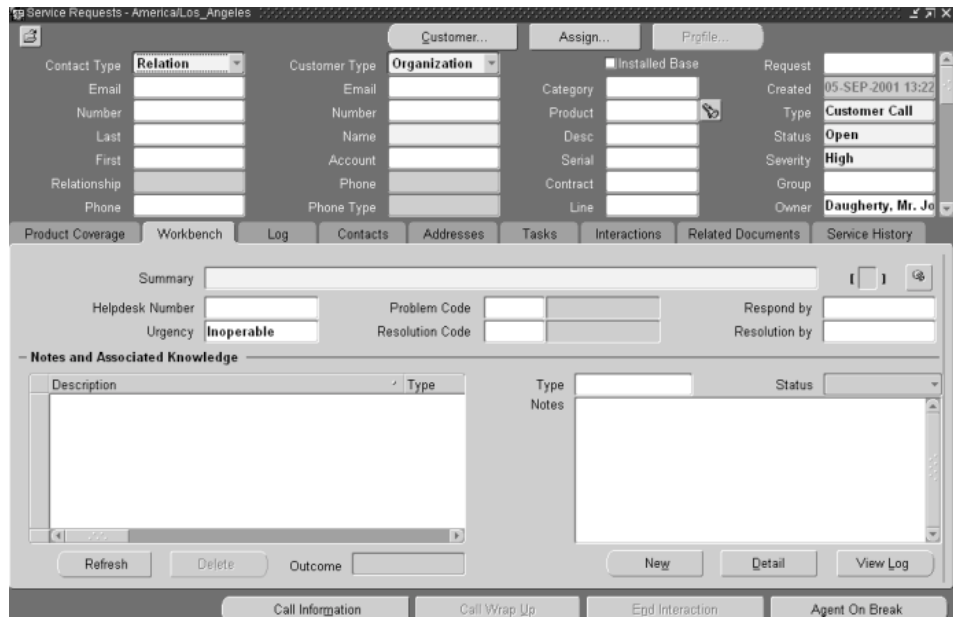 Service Requests - America/Los_Angeles
Customer... Assign... Profile...
Contact Type Relation Customer Type Organization Installed Base Request
Email Email Category Created 05-SEP-2001 13:22
Number Number Product Type Customer Call
Last Name Desc Status Open
First Account Serial Severity High
Relationship Phone Contract Group
Phone Phone Type Line Owner Daugherty, Mr. Jo
Product Coverage Workbench Log Contacts Addresses Tasks Interactions Related Documents Service History
Summary [ ]
Helpdesk Number Problem Code Respond by
Urgency Inoperable Resolution Code Resolution by
Notes and Associated Knowledge
Description Type Type Status
Notes
Refresh Delete Outcome New Detail View Log
Call Information Call Wrap Up End Interaction Agent On Break